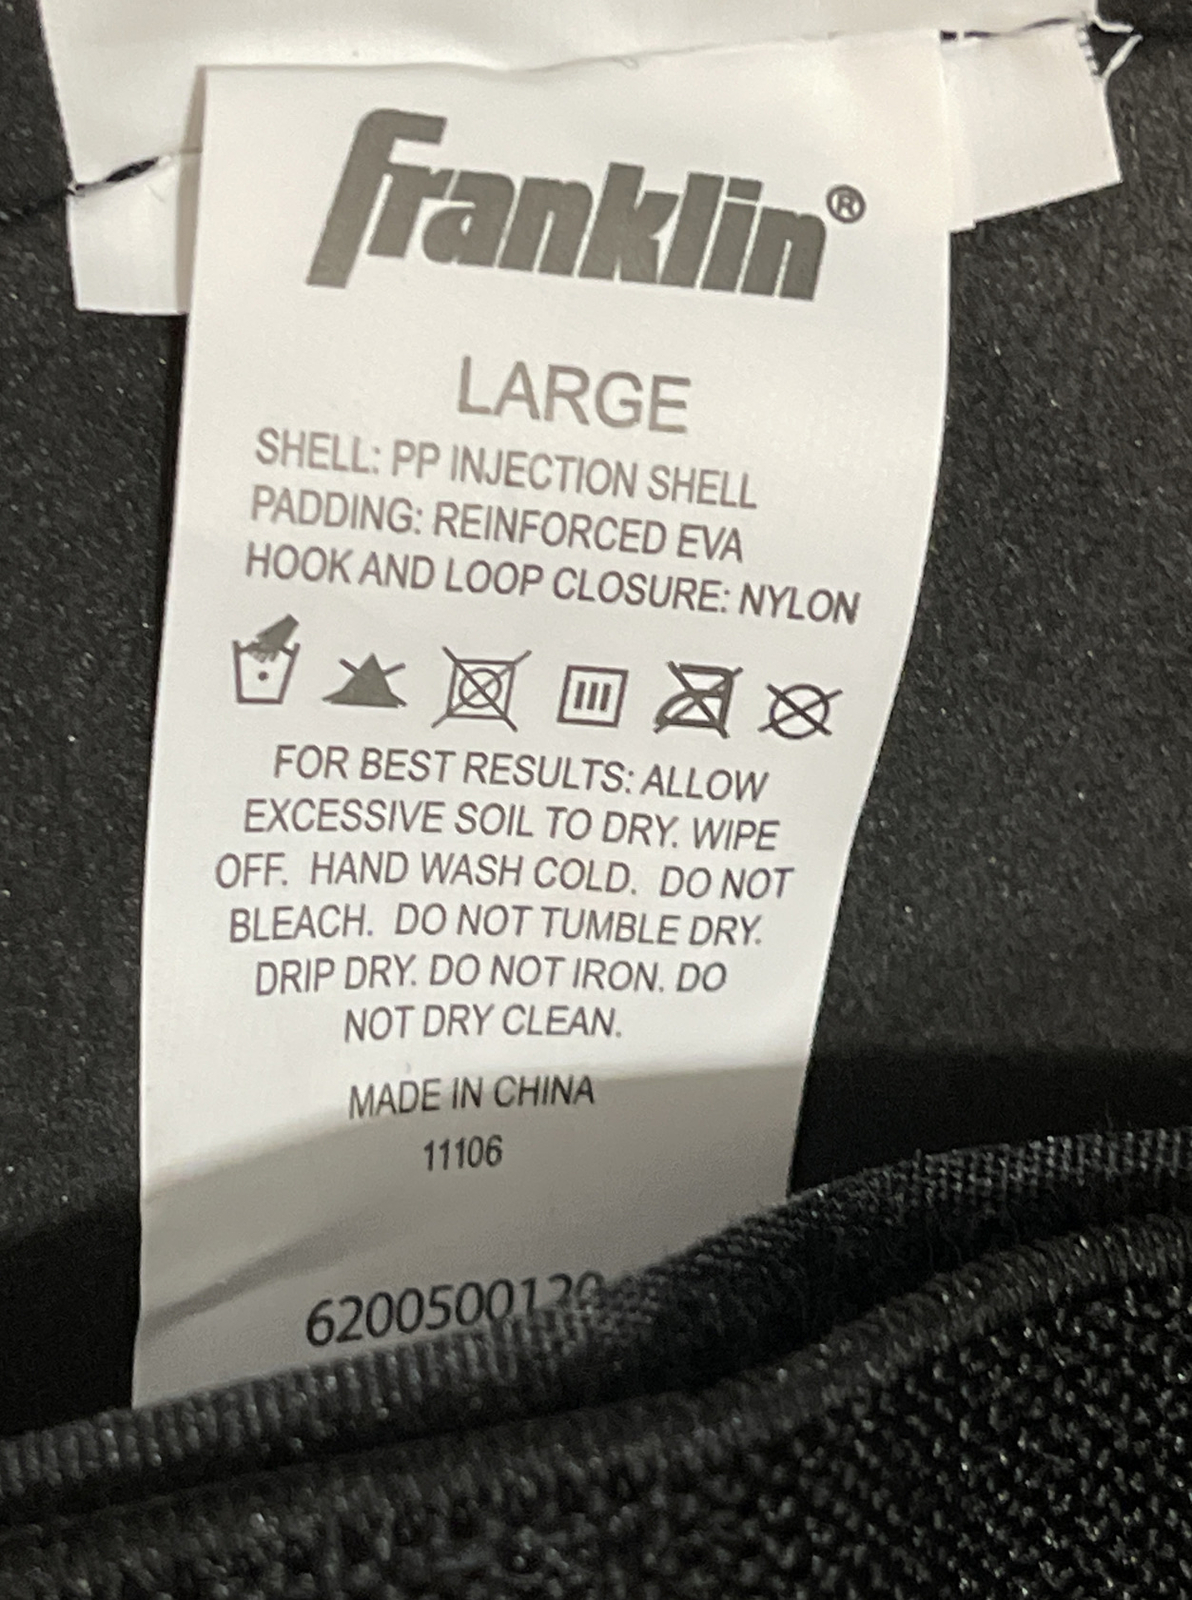 franklin®
LARGE
SHELL: PP INJECTION SHELL
PADDING: REINFORCED EVA
HOOK AND LOOP CLOSURE: NYLON
FOR BEST RESULTS: ALLOW
EXCESSIVE SOIL TO DRY. WIPE
OFF. HAND WASH COLD. DO NOT
BLEACH. DO NOT TUMBLE DRY.
DRIP DRY. DO NOT IRON. DO
NOT DRY CLEAN.
MADE IN CHINA
11106
6200500120